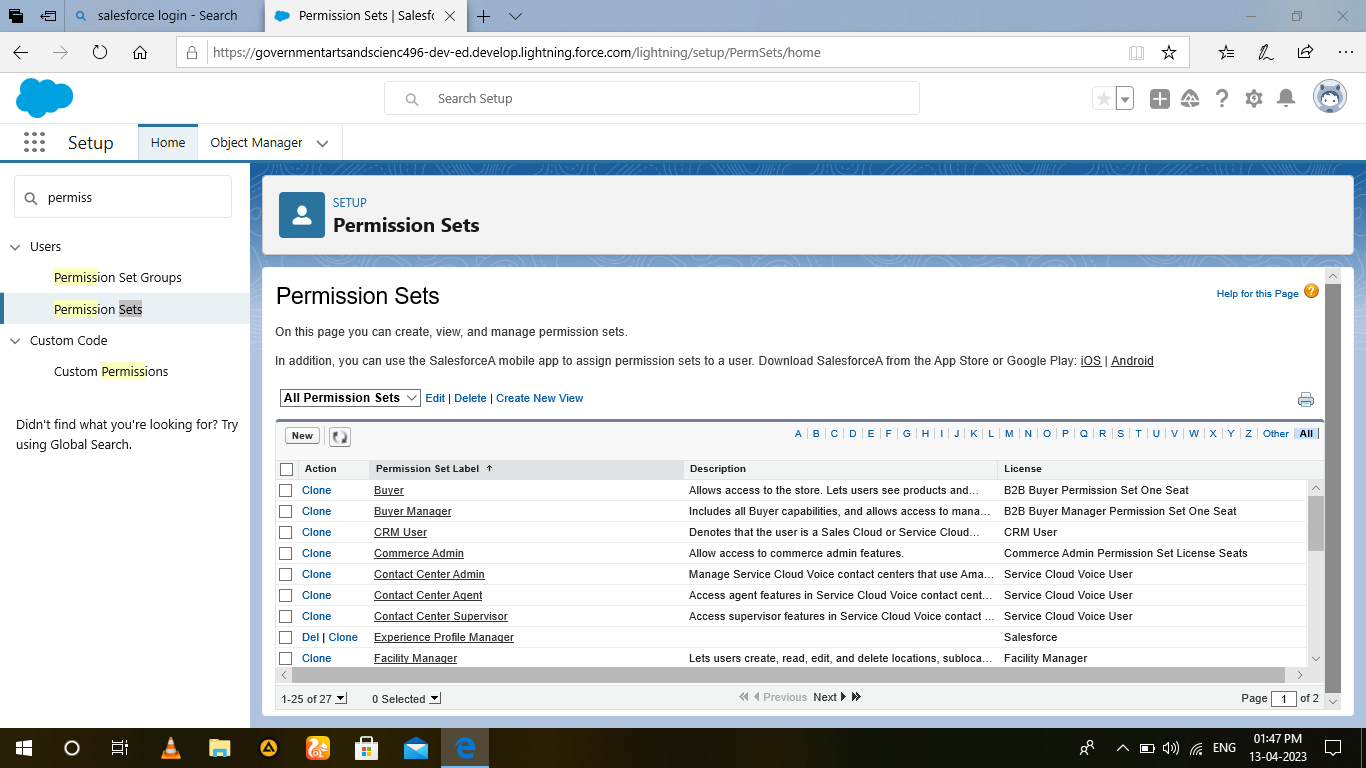 salesforce login - Search
Permission Sets | Salesfo
https://governmentartsandscienc496-dev-ed.develop.lightning.force.com/lightning/setup/PermSets/home
Search Setup
Setup
Home
Object Manager
permiss
Users
Permission Set Groups
Permission Sets
Custom Code
Custom Permissions
Didn't find what you're looking for? Try
using Global Search.
SETUP
Permission Sets
Permission Sets
Help for this Page
On this page you can create, view, and manage permission sets.
In addition, you can use the SalesforceA mobile app to assign permission sets to a user. Download SalesforceA from the App Store or Google Play: iOS | Android
All Permission Sets Edit | Delete | Create New View
New A | B | C | D | E | F | G | H | I | J | K | L | M | N | O | P | Q | R | S | T | U | V | W | X | Y | Z | Other | All |
Action Permission Set Label Description License
Clone Buyer Allows access to the store. Lets users see products and... B2B Buyer Permission Set One Seat
Clone Buyer Manager Includes all Buyer capabilities, and allows access to mana... B2B Buyer Manager Permission Set One Seat
Clone CRM User Denotes that the user is a Sales Cloud or Service Cloud... CRM User
Clone Commerce Admin Allow access to commerce admin features. Commerce Admin Permission Set License Seats
Clone Contact Center Admin Manage Service Cloud Voice contact centers that use Ama... Service Cloud Voice User
Clone Contact Center Agent Access agent features in Service Cloud Voice contact cent... Service Cloud Voice User
Clone Contact Center Supervisor Access supervisor features in Service Cloud Voice contact ... Service Cloud Voice User
Del | Clone Experience Profile Manager Salesforce
Clone Facility Manager Lets users create, read, edit, and delete locations, subloca... Facility Manager
1-25 of 27 0 Selected Previous Next Page 1 of 2
ENG
01:47 PM
13-04-2023